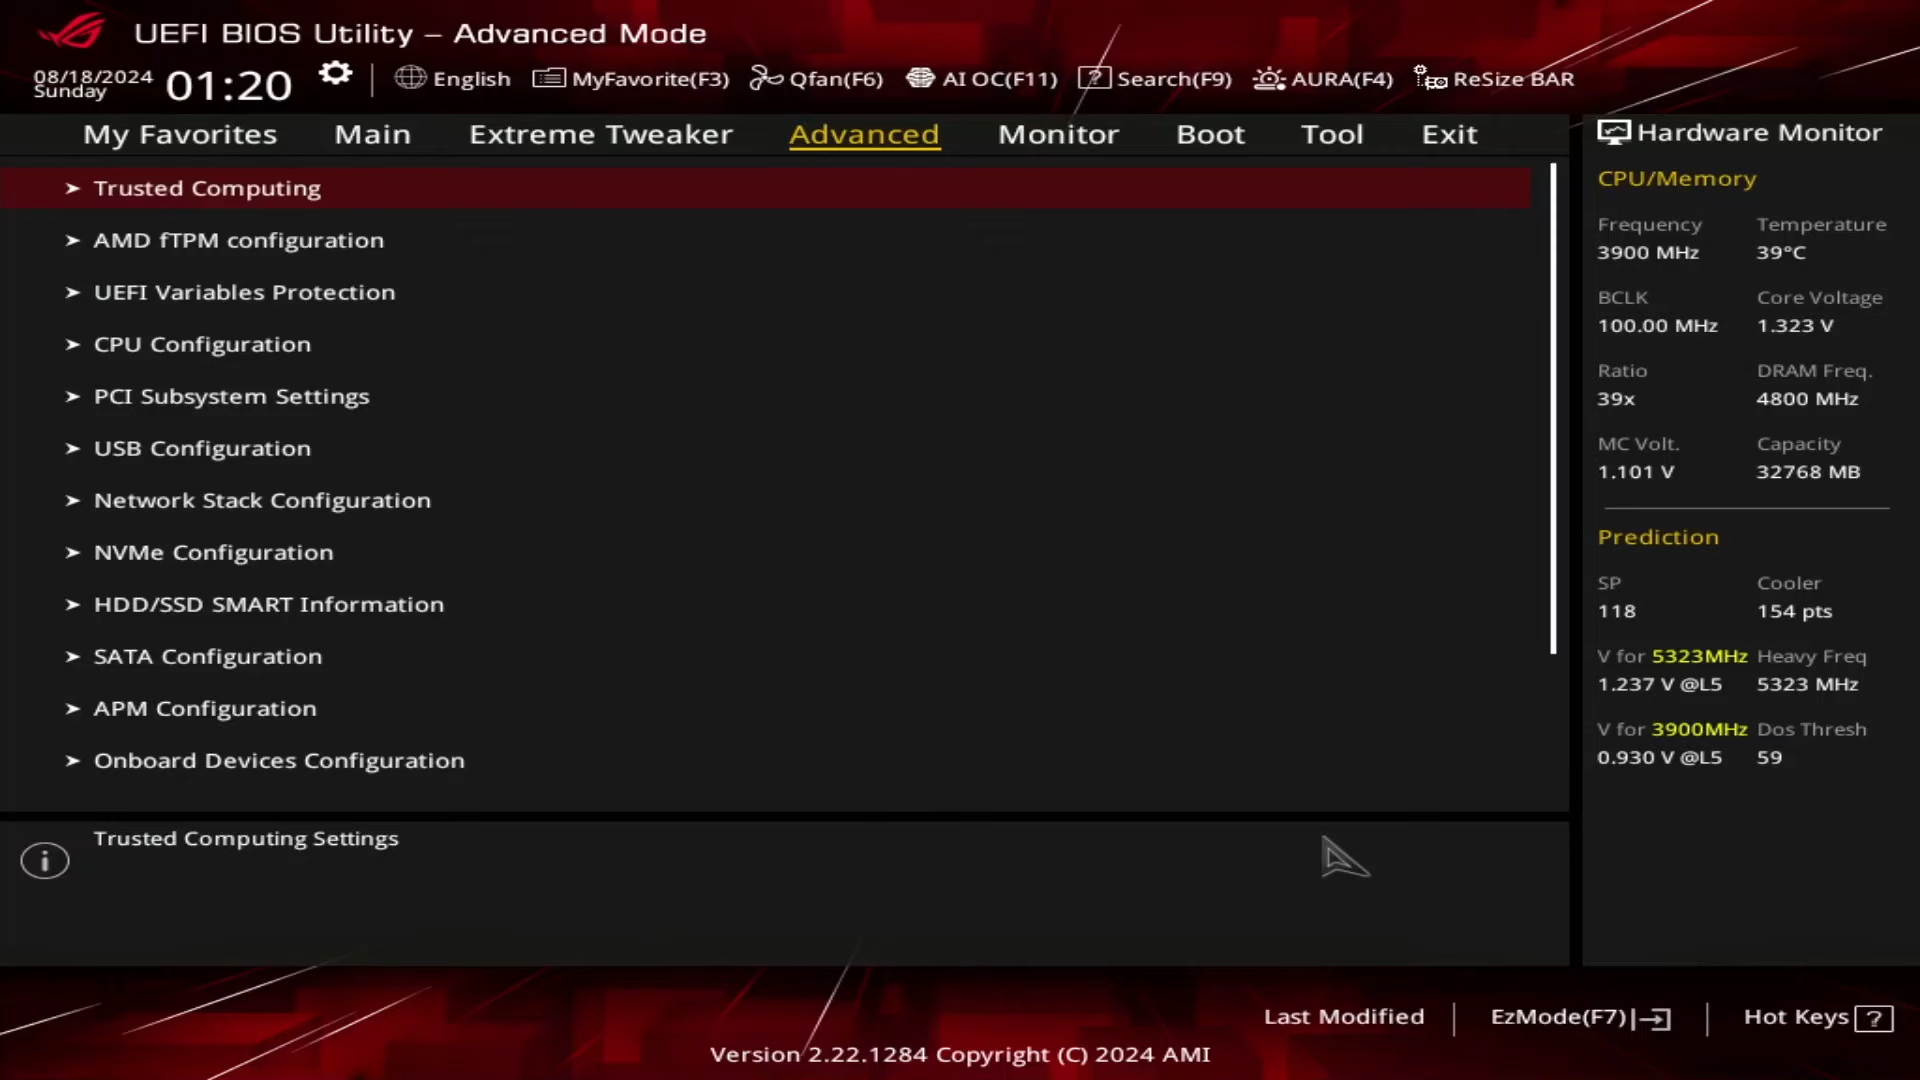 UEFI BIOS Utility – Advanced Mode
08/18/2024
Sunday
01:20
English
MyFavorite(F3)
Qfan(F6)
AI OC(F11)
Search(F9)
AURA(F4)
ReSize BAR
My Favorites
Main
Extreme Tweaker
Advanced
Monitor
Boot
Tool
Exit
Trusted Computing
AMD fTPM configuration
UEFI Variables Protection
CPU Configuration
PCI Subsystem Settings
USB Configuration
Network Stack Configuration
NVMe Configuration
HDD/SSD SMART Information
SATA Configuration
APM Configuration
Onboard Devices Configuration
Trusted Computing Settings
Hardware Monitor
CPU/Memory
Frequency Temperature
3900 MHz 39°C
BCLK Core Voltage
100.00 MHz 1.323 V
Ratio DRAM Freq.
39x 4800 MHz
MC Volt. Capacity
1.101 V 32768 MB
Prediction
SP Cooler
118 154 pts
V for 5323MHz Heavy Freq
1.237 V @L5 5323 MHz
V for 3900MHz Dos Thresh
0.930 V @L5 59
Last Modified
EzMode(F7)
Hot Keys ?
Version 2.22.1284 Copyright (C) 2024 AMI